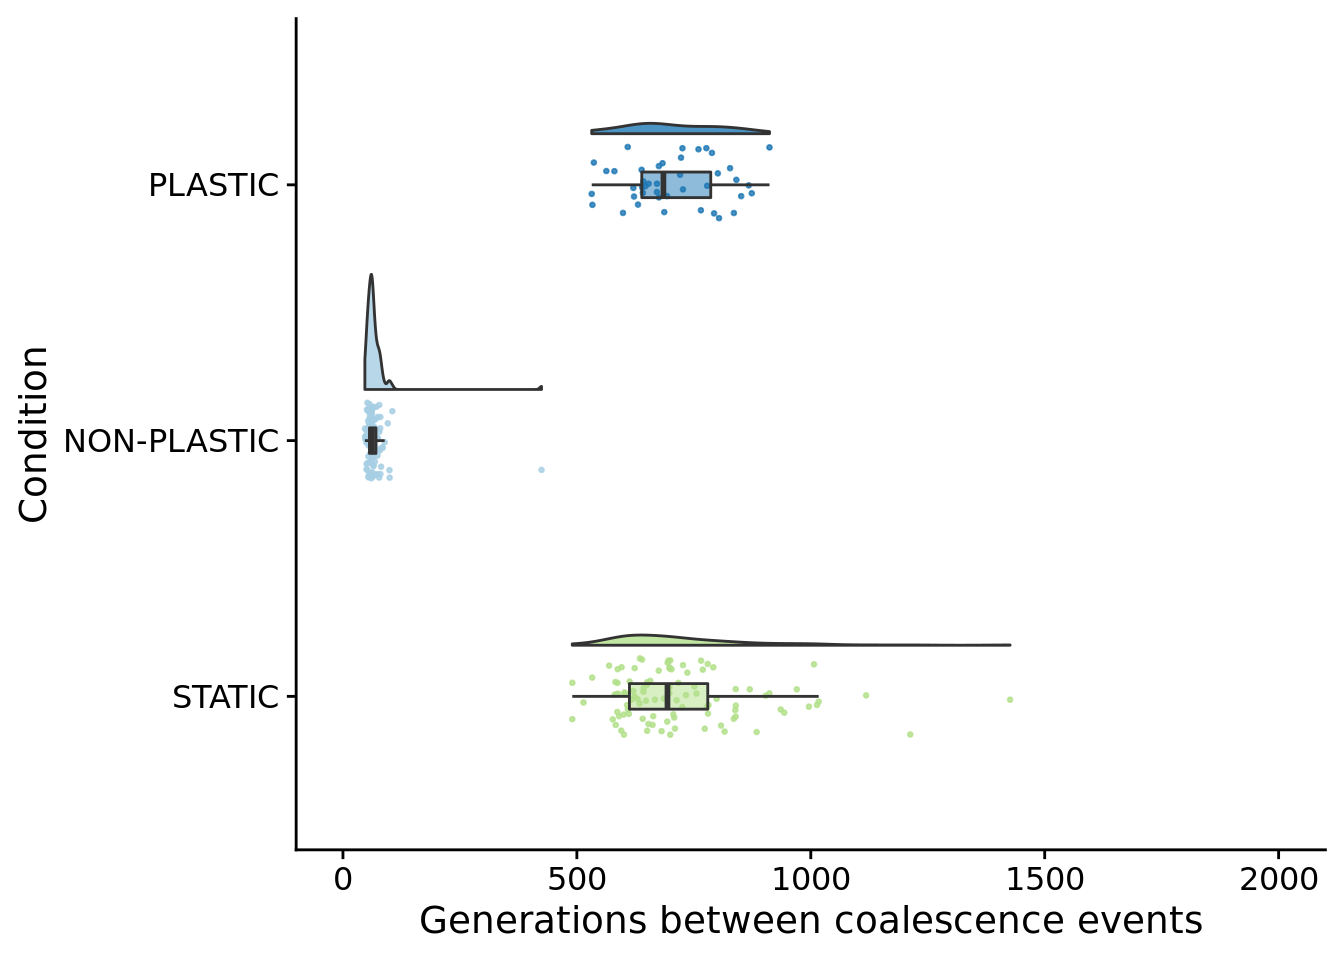 PLASTIC
NON-PLASTIC
STATIC
Condition
0 500 1000 1500 2000
Generations between coalescence events